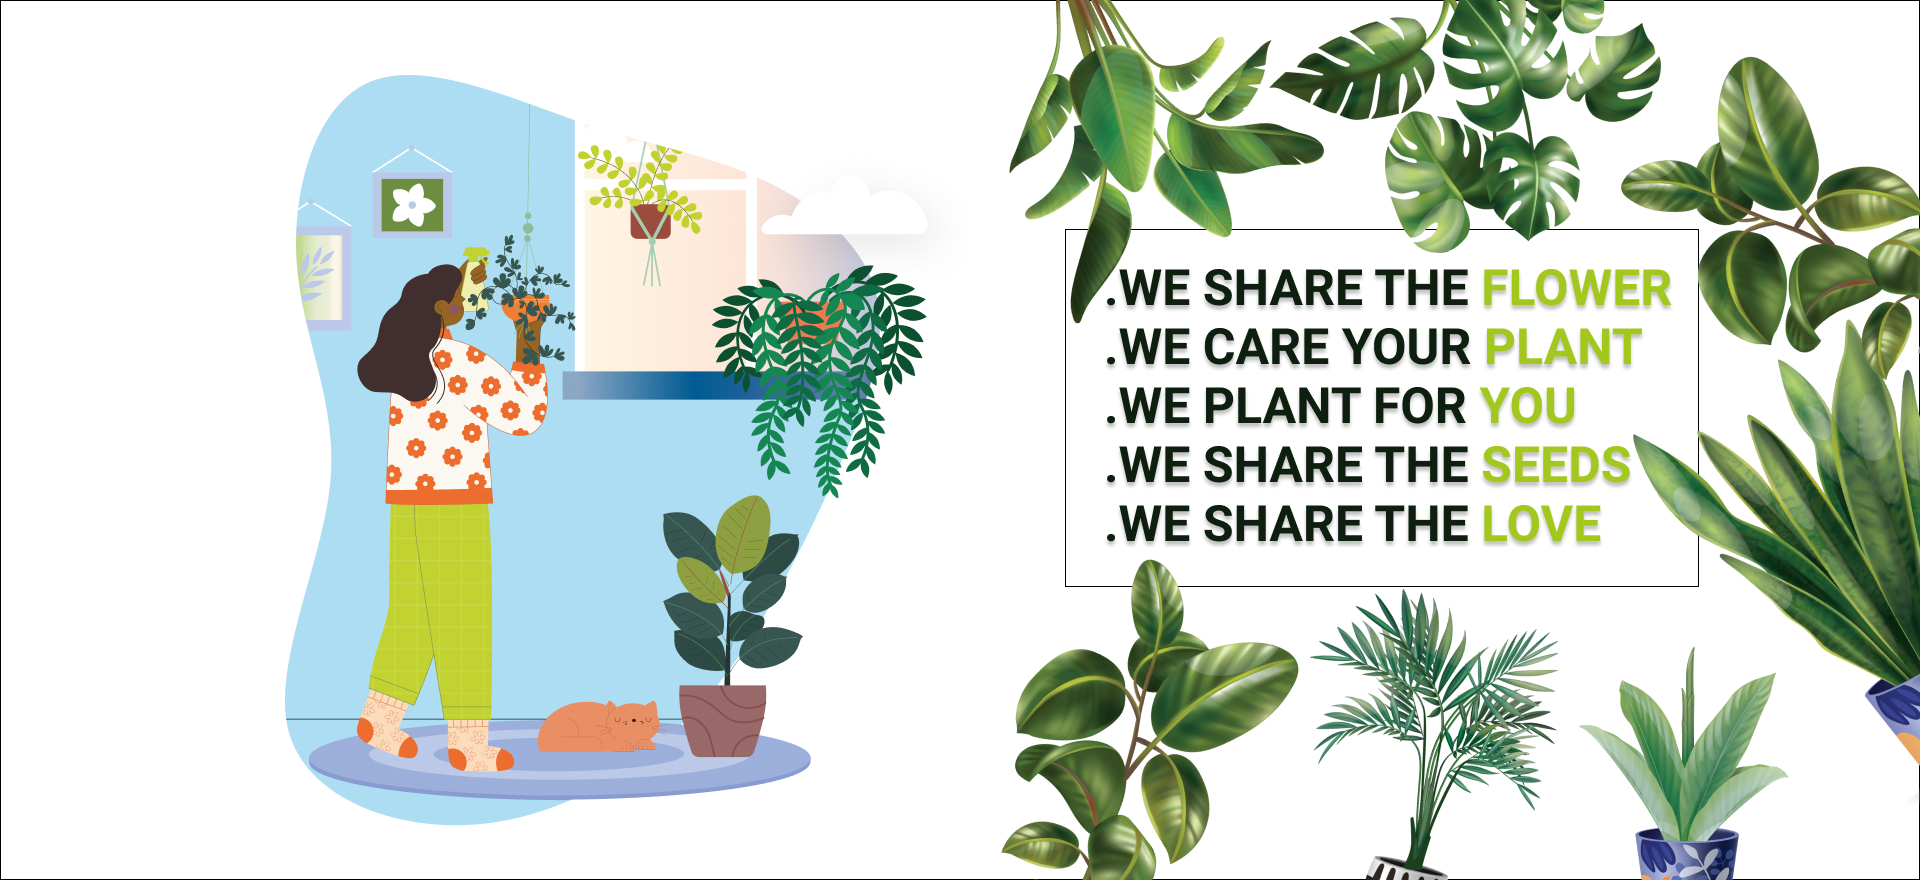 .WE SHARE THE FLOWER
.WE CARE YOUR PLANT
.WE PLANT FOR YOU
.WE SHARE THE SEEDS
.WE SHARE THE LOVE